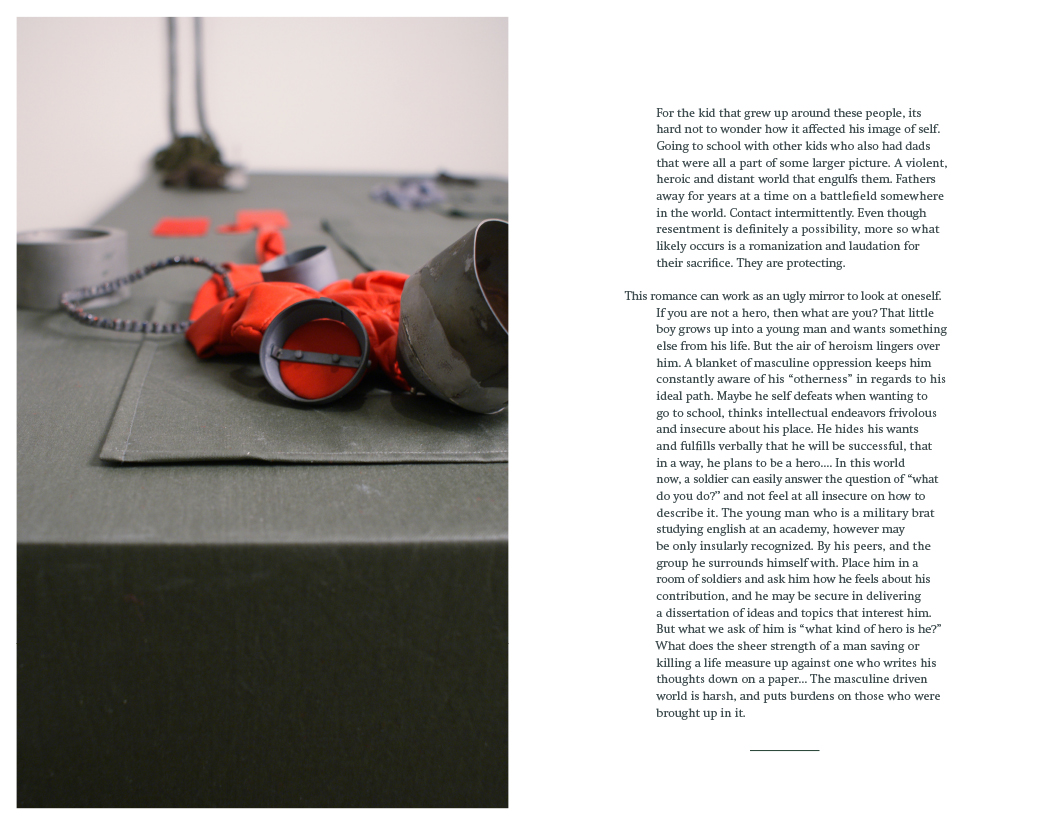 For the kid that grew up around these people, its
hard not to wonder how it affected his image of self.
Going to school with other kids who also had dads
that were all a part of some larger picture. A violent,
heroic and distant world that engulfs them. Fathers
away for years at a time on a battlefield somewhere
in the world. Contact intermittently. Even though
resentment is definitely a possibility, more so what
likely occurs is a romanization and laudation for
their sacrifice. They are protecting.
This romance can work as an ugly mirror to look at oneself.
If you are not a hero, then what are you? That little
boy grows up into a young man and wants something
else from his life. But the air of heroism lingers over
him. A blanket of masculine oppression keeps him
constantly aware of his “otherness” in regards to his
ideal path. Maybe he self defeats when wanting to
go to school, thinks intellectual endeavors frivolous
and insecure about his place. He hides his wants
and fulfills verbally that he will be successful, that
in a way, he plans to be a hero.... In this world
now, a soldier can easily answer the question of “what
do you do?” and not feel at all insecure on how to
describe it. The young man who is a military brat
studying english at an academy, however may
be only insularly recognized. By his peers, and the
group he surrounds himself with. Place him in a
room of soldiers and ask him how he feels about his
contribution, and he may be secure in delivering
a dissertation of ideas and topics that interest him.
But what we ask of him is “what kind of hero is he?”
What does the sheer strength of a man saving or
killing a life measure up against one who writes his
thoughts down on a paper... The masculine driven
world is harsh, and puts burdens on those who were
brought up in it.